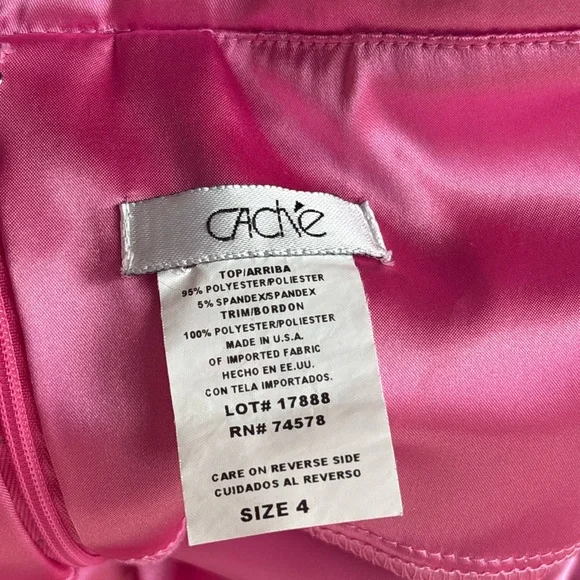 CACHÉ
TOP/ARRIBA
95% POLYESTER/POLIESTER
5% SPANDEX/SPANDEX
TRIM/BORDON
100% POLYESTER/POLIESTER
MADE IN U.S.A.
OF IMPORTED FABRIC
HECHO EN EE.UU.
CON TELA IMPORTADOS.
LOT# 17888
RN# 74578
CARE ON REVERSE SIDE
CUIDADOS AL REVERSO
SIZE 4